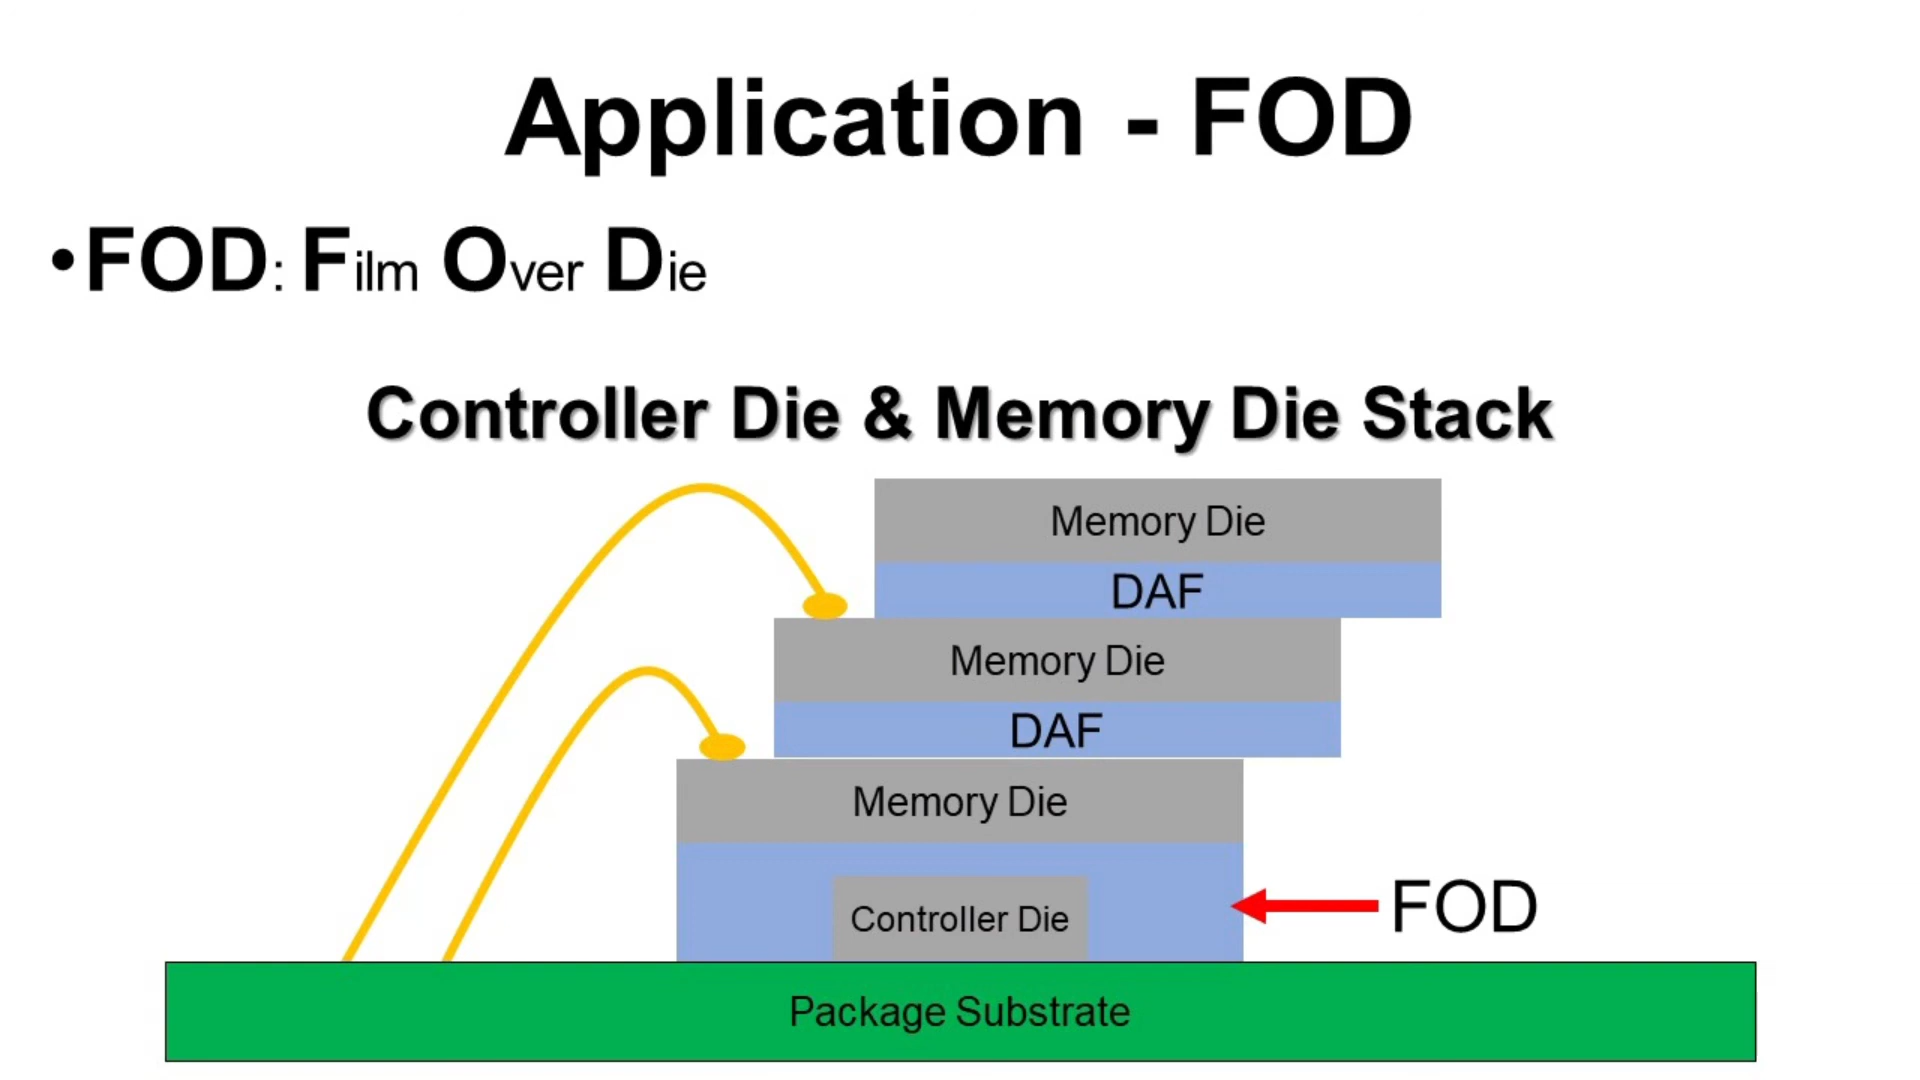 Application - FOD
•FOD: Film Over Die
Controller Die & Memory Die Stack
Memory Die
DAF
Memory Die
DAF
Memory Die
Controller Die
FOD
Package Substrate